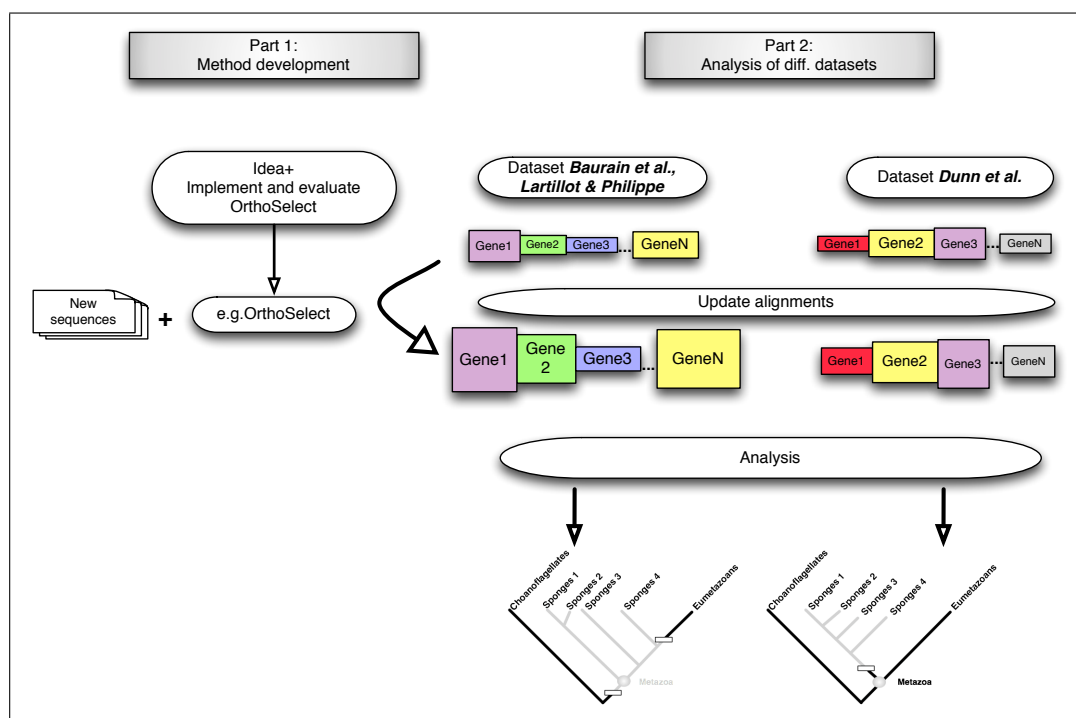 Part 1:
Method development
Part 2:
Analysis of diff. datasets
Idea+
Implement and evaluate
OrthoSelect
Dataset Baurain et al.,
Lartillot & Philippe
Dataset Dunn et al.
Gene1
Gene2
Gene3
...
GeneN
Gene1
Gene2
Gene3
...
GeneN
New
sequences
+
e.g.OrthoSelect
Update alignments
Gene1
Gene
2
Gene3
...
GeneN
Gene1
Gene2
Gene3
...
GeneN
Analysis
Choanoflagellates
Sponges 1
Sponges 2
Sponges 3
Sponges 4
Eumetazoans
Metazoa
Choanoflagellates
Sponges 1
Sponges 2
Sponges 3
Sponges 4
Eumetazoans
Metazoa